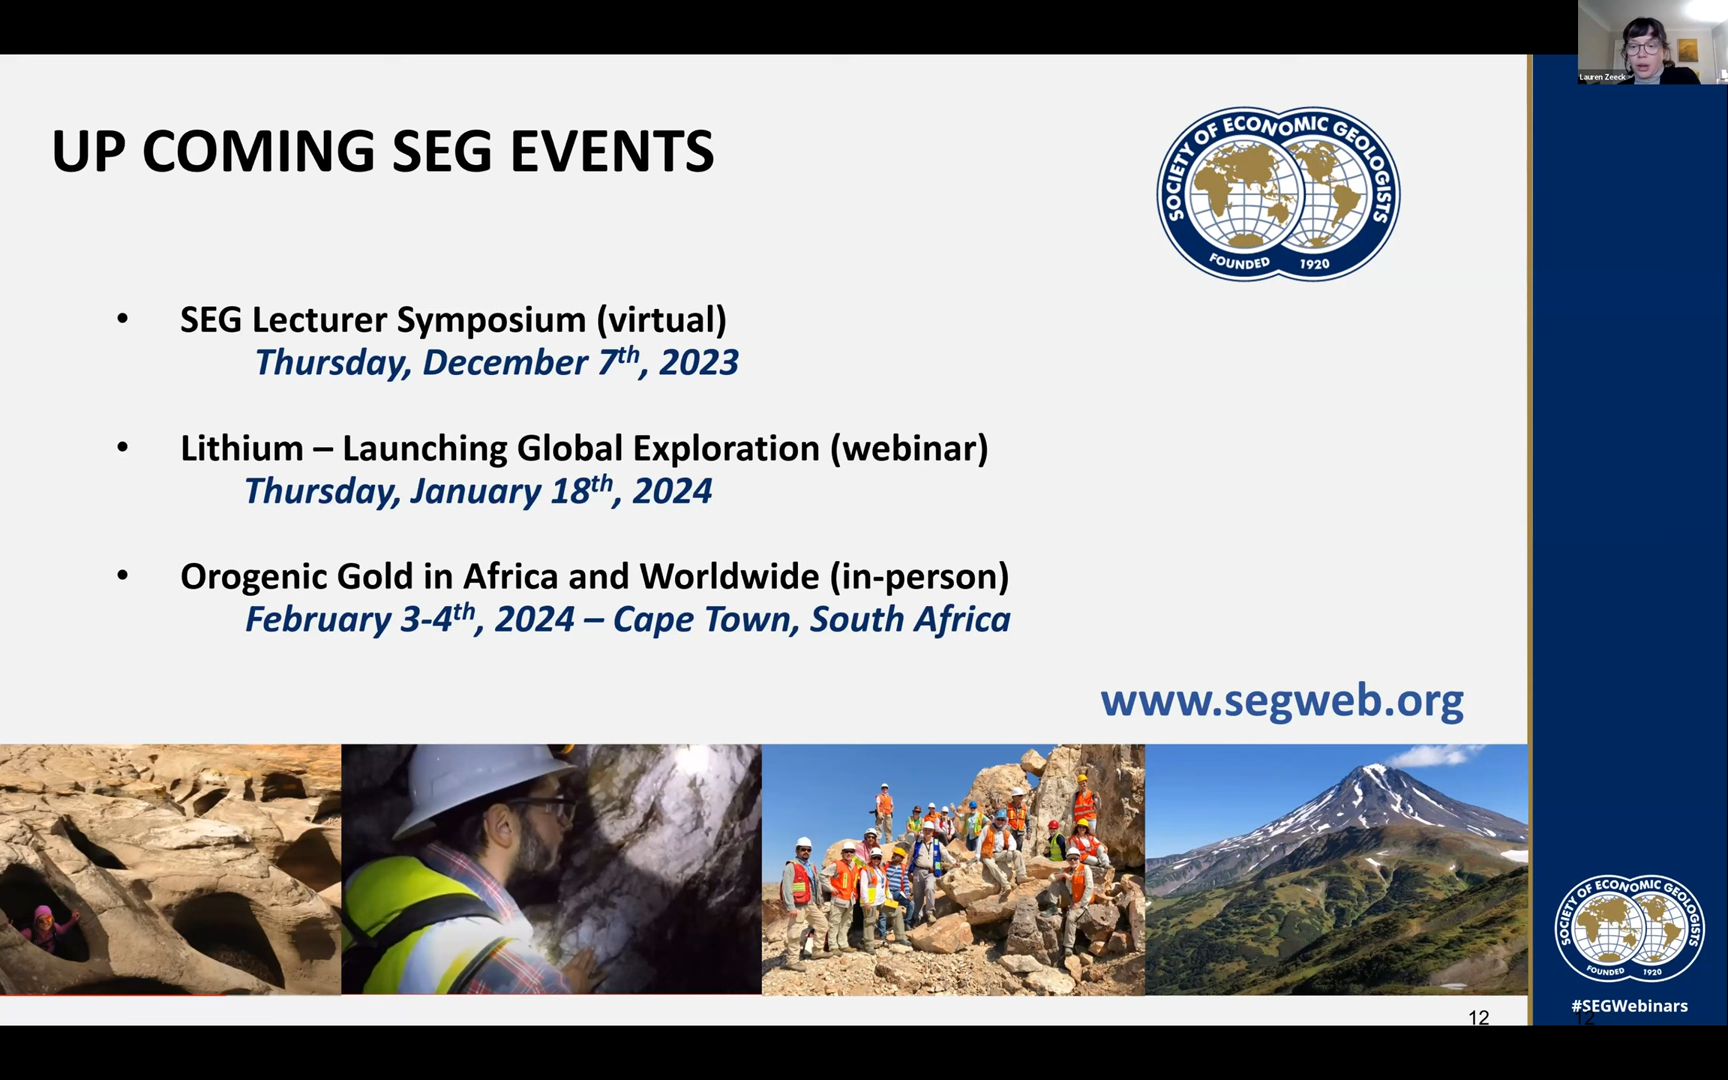 Lauren Zeeck
UP COMING SEG EVENTS
SOCIETY OF ECONOMIC GEOLOGISTS
FOUNDED 1920
• SEG Lecturer Symposium (virtual)
Thursday, December 7th, 2023
• Lithium – Launching Global Exploration (webinar)
Thursday, January 18th, 2024
• Orogenic Gold in Africa and Worldwide (in-person)
February 3-4th, 2024 – Cape Town, South Africa
www.segweb.org
SOCIETY OF ECONOMIC GEOLOGISTS
FOUNDED 1920
#SEGWebinars
12
12